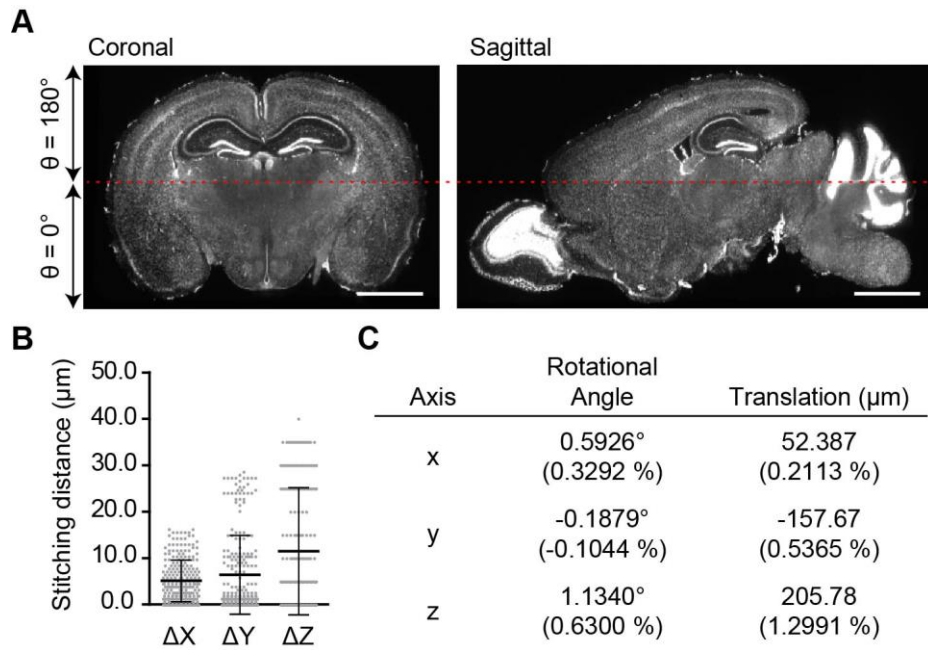 A
Coronal
Sagittal
θ = 180°
θ = 0°
B
Stitching distance (µm)
50.0
40.0
30.0
20.0
10.0
0.0
ΔX ΔY ΔZ
C
Rotational
Axis Angle Translation (µm)
x 0.5926° 52.387
(0.3292 %) (0.2113 %)
y -0.1879° -157.67
(-0.1044 %) (0.5365 %)
z 1.1340° 205.78
(0.6300 %) (1.2991 %)